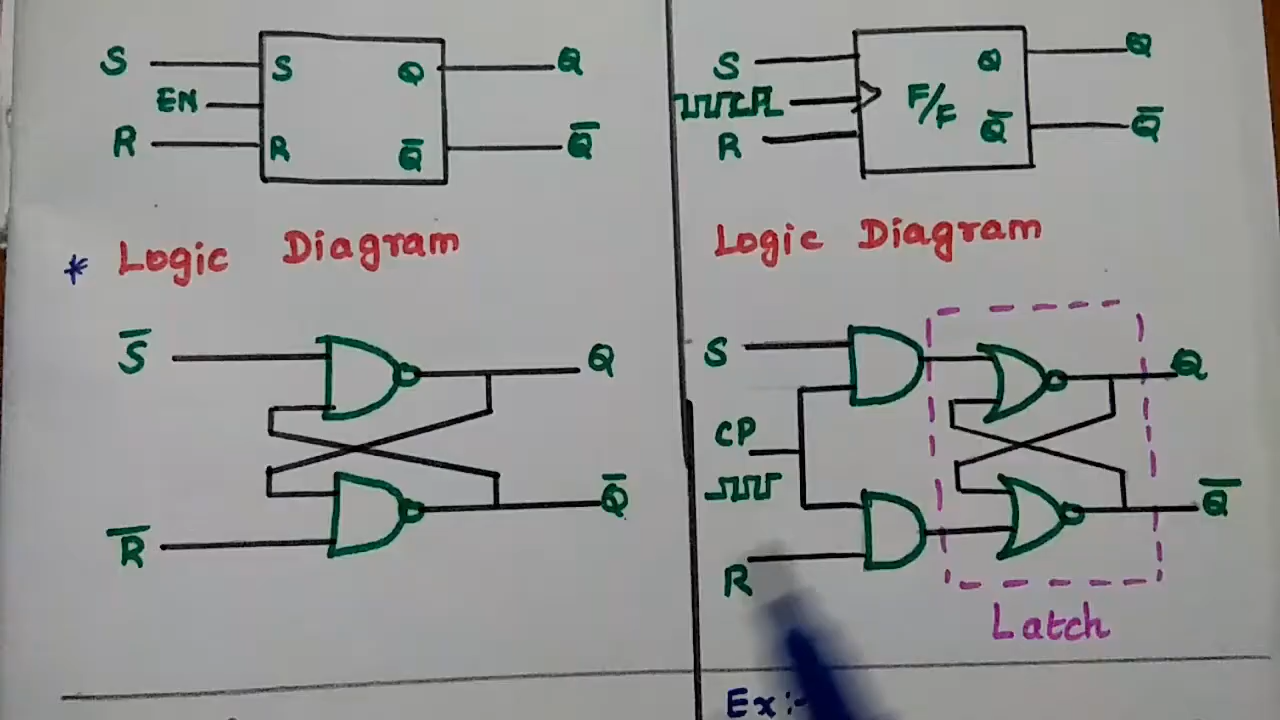 S S Q Q
EN
R R Q̅ Q̅
* Logic Diagram
S̅ Q
R̅ Q̅
S Q Q
F/F
R Q̅ Q̅
Logic Diagram
S Q
CP
R Q̅
Latch
Ex:-